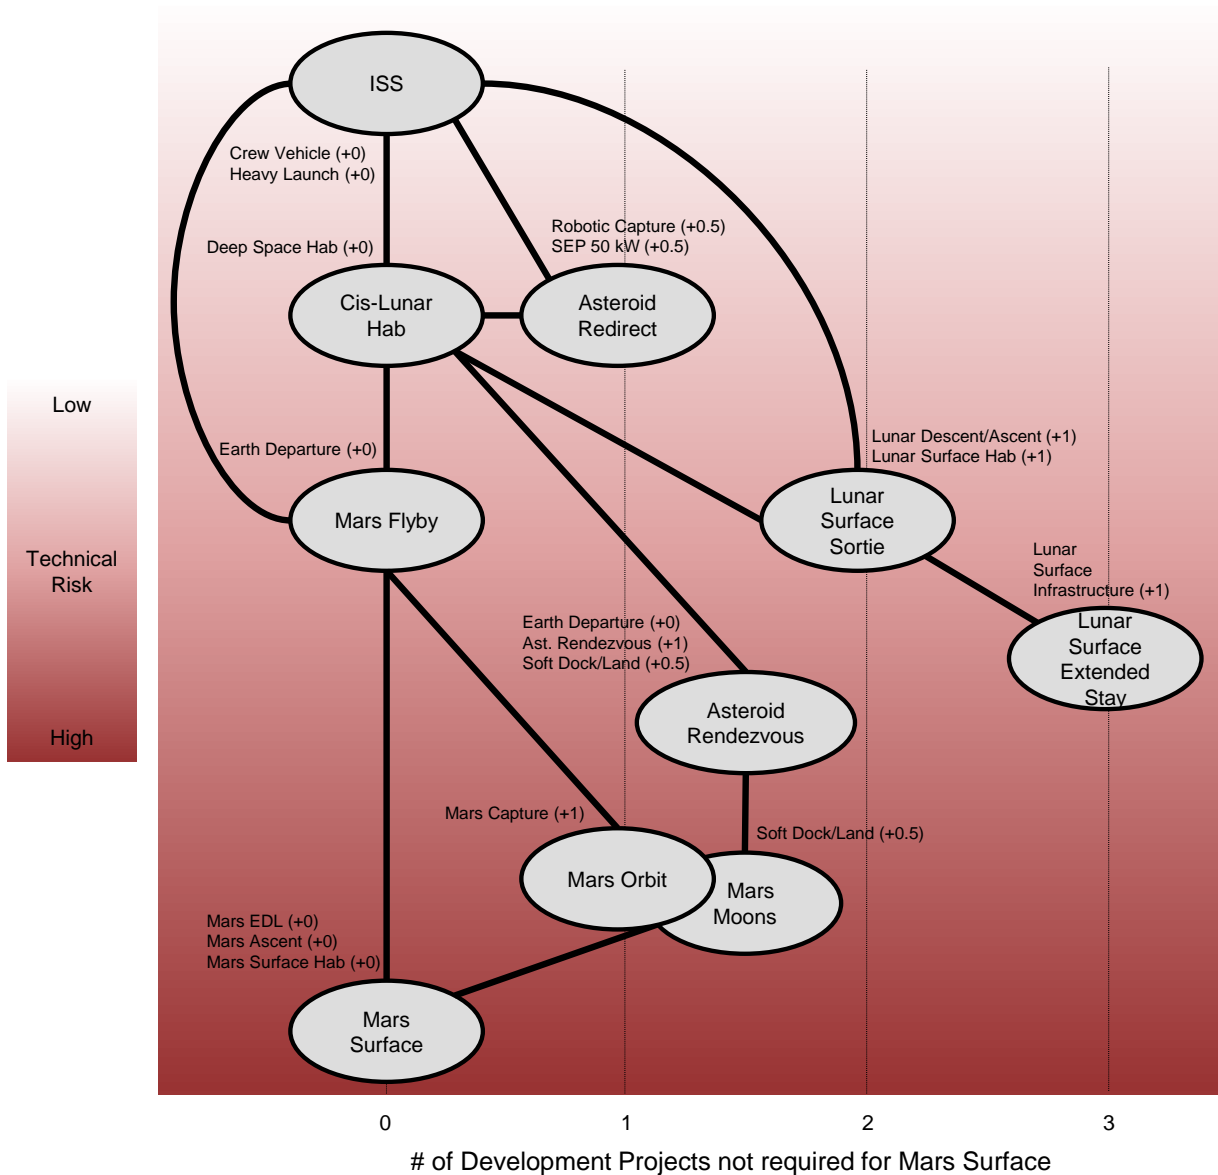 ISS
Crew Vehicle (+0)
Heavy Launch (+0)
Deep Space Hab (+0)
Robotic Capture (+0.5)
SEP 50 kW (+0.5)
Cis-Lunar
Hab
Asteroid
Redirect
Low
Technical
Risk
High
Earth Departure (+0)
Mars Flyby
Lunar Descent/Ascent (+1)
Lunar Surface Hab (+1)
Lunar
Surface
Sortie
Lunar
Surface
Infrastructure (+1)
Lunar
Surface
Extended
Stay
Earth Departure (+0)
Ast. Rendezvous (+1)
Soft Dock/Land (+0.5)
Asteroid
Rendezvous
Mars Capture (+1)
Soft Dock/Land (+0.5)
Mars Orbit
Mars
Moons
Mars EDL (+0)
Mars Ascent (+0)
Mars Surface Hab (+0)
Mars
Surface
0 1 2 3
# of Development Projects not required for Mars Surface